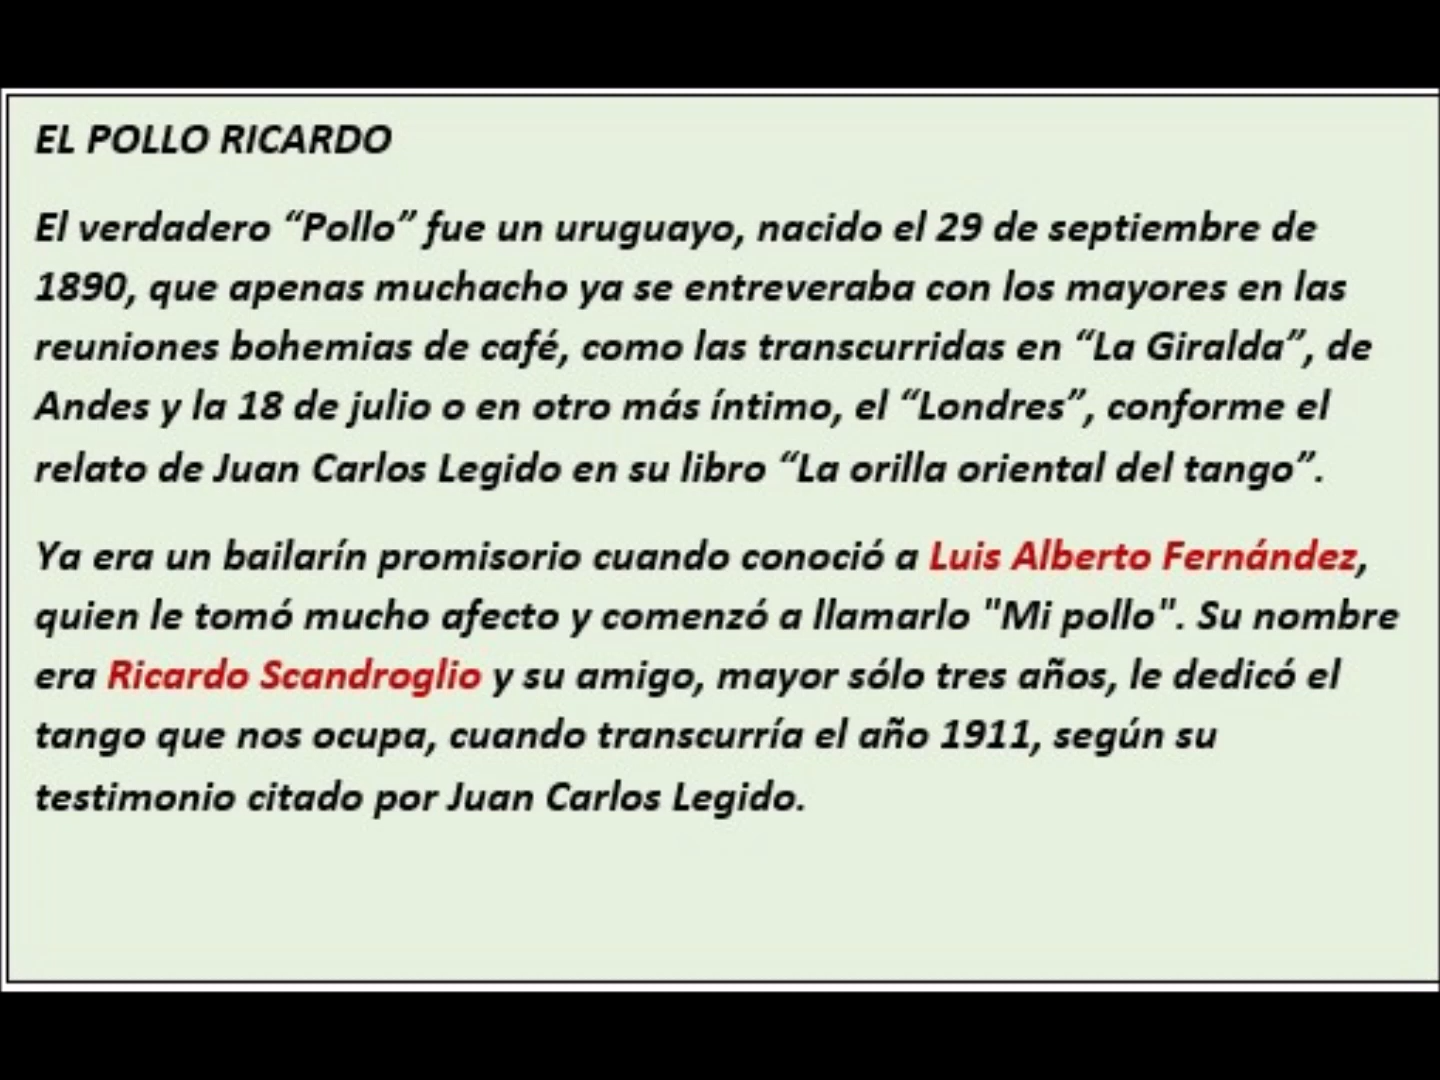 EL POLLO RICARDO
El verdadero “Pollo” fue un uruguayo, nacido el 29 de septiembre de
1890, que apenas muchacho ya se entreveraba con los mayores en las
reuniones bohemias de café, como las transcurridas en “La Giralda”, de
Andes y la 18 de julio o en otro más íntimo, el “Londres”, conforme el
relato de Juan Carlos Legido en su libro “La orilla oriental del tango”.
Ya era un bailarín promisorio cuando conoció a Luis Alberto Fernández,
quien le tomó mucho afecto y comenzó a llamarlo "Mi pollo". Su nombre
era Ricardo Scandroglio y su amigo, mayor sólo tres años, le dedicó el
tango que nos ocupa, cuando transcurría el año 1911, según su
testimonio citado por Juan Carlos Legido.